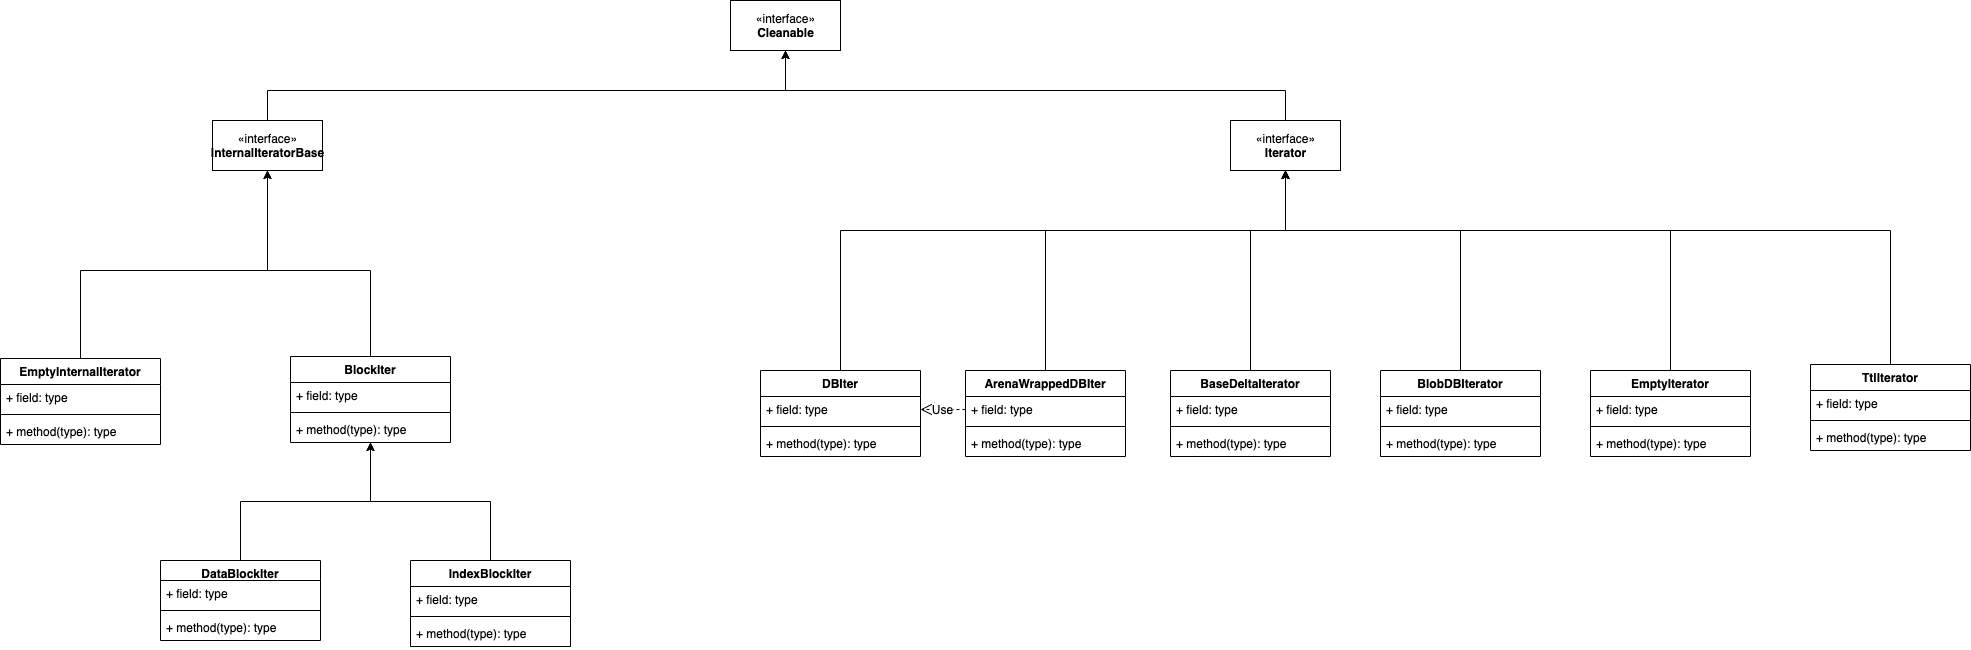 «interface»
Cleanable
«interface»
InternalIteratorBase
«interface»
Iterator
EmptyInternalIterator
+ field: type
+ method(type): type
BlockIter
+ field: type
+ method(type): type
DBIter
+ field: type
+ method(type): type
Use
ArenaWrappedDBIter
+ field: type
+ method(type): type
BaseDeltaIterator
+ field: type
+ method(type): type
BlobDBIterator
+ field: type
+ method(type): type
EmptyIterator
+ field: type
+ method(type): type
TtlIterator
+ field: type
+ method(type): type
DataBlockIter
+ field: type
+ method(type): type
IndexBlockIter
+ field: type
+ method(type): type